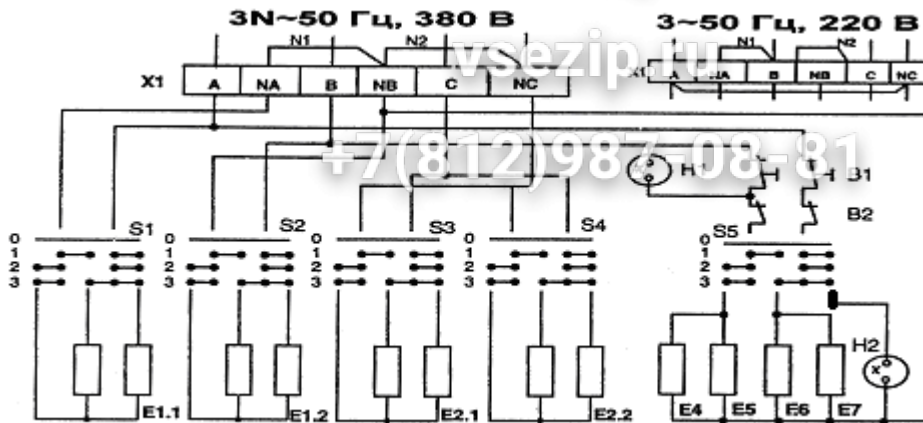 3N~50 Гц, 380 В
3~50 Гц, 220 В
vsezip.ru
N1 N2
N1 N2
X1 A NA B NB C NC
X1 A NA B NB C NC
+7(812)987-08-81
H1 B1
B2
S1 S2 S3 S4 S5
0 0 0 0 0
1 1 1 1 1
2 2 2 2 2
3 3 3 3 3
H2
E1.1 E1.2 E2.1 E2.2 E4 E5 E6 E7